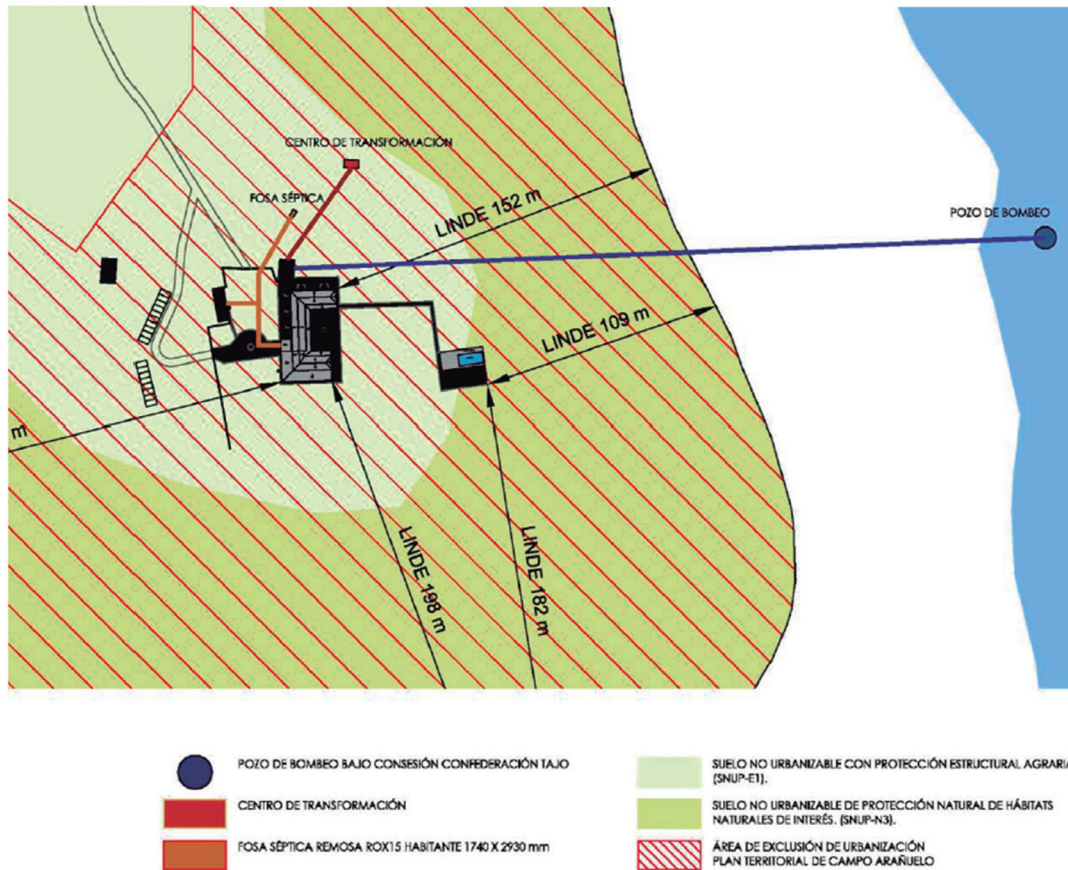 CENTRO DE TRANSFORMACIÓN
FOSA SÉPTICA
LINDE 152 m
POZO DE BOMBEO
LINDE 109 m
m
LINDE 198 m
LINDE 182 m
POZO DE BOMBEO BAJO CONSESIÓN CONFEDERACIÓN TAJO
CENTRO DE TRANSFORMACIÓN
FOSA SÉPTICA REMOSA ROX15 HABITANTE 1740 X 2930 mm
SUELO NO URBANIZABLE CON PROTECCIÓN ESTRUCTURAL AGRARIA
(SNUP-E1).
SUELO NO URBANIZABLE DE PROTECCIÓN NATURAL DE HÁBITATS
NATURALES DE INTERÉS. (SNUP-N3).
ÁREA DE EXCLUSIÓN DE URBANIZACIÓN
PLAN TERRITORIAL DE CAMPO ARAÑUELO